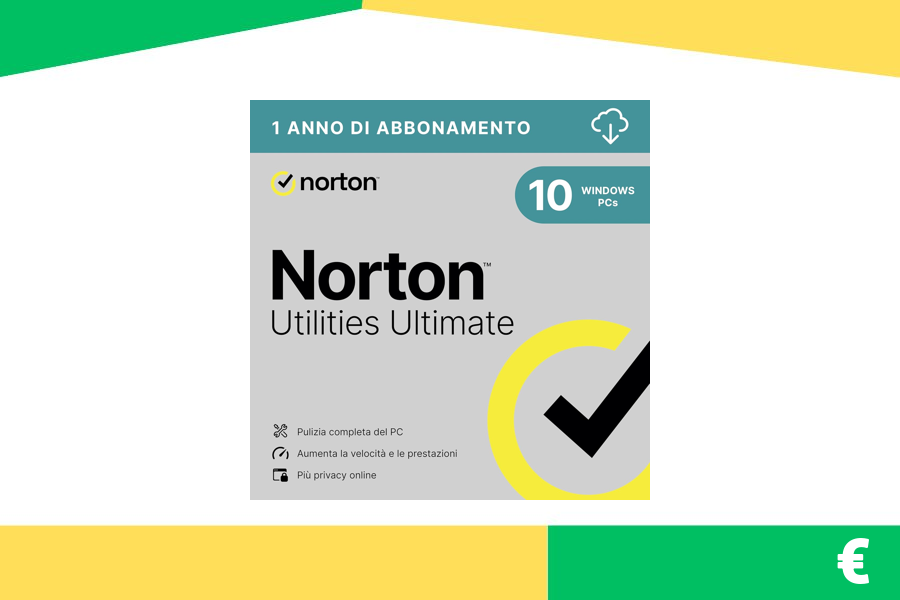 1 ANNO DI ABBONAMENTO
norton™
10 WINDOWS PCs
Norton™
Utilities Ultimate
Pulizia completa del PC
Aumenta la velocità e le prestazioni
Più privacy online
€